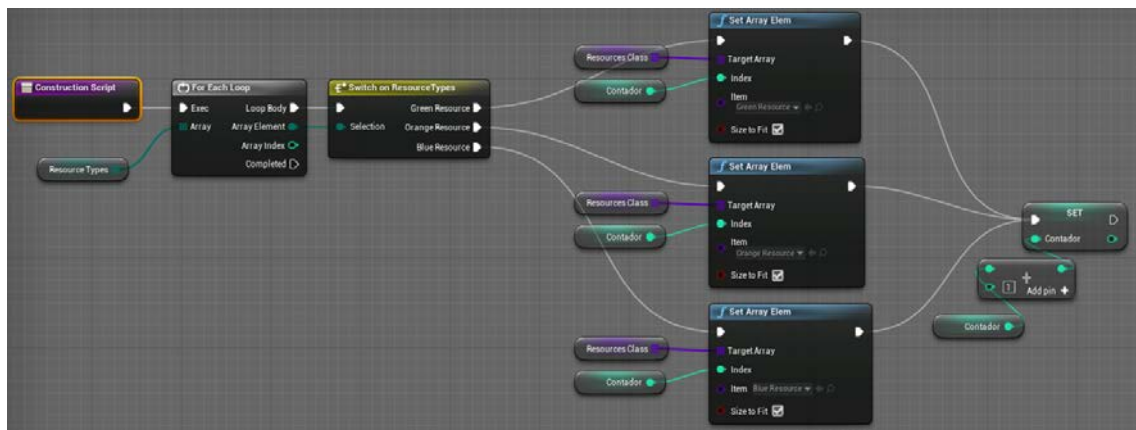 Construction Script
Resource Types
For Each Loop
Exec
Loop Body
Array
Array Element
Array Index
Completed
Switch on ResourceTypes
Green Resource
Selection
Orange Resource
Blue Resource
Resources Class
Contador
Set Array Elem
Target Array
Index
Item
Green Resource
Size to Fit
Resources Class
Contador
Set Array Elem
Target Array
Index
Item
Orange Resource
Size to Fit
Resources Class
Contador
Set Array Elem
Target Array
Index
Item Blue Resource
Size to Fit
SET
Contador
1
+
Add pin +
Contador